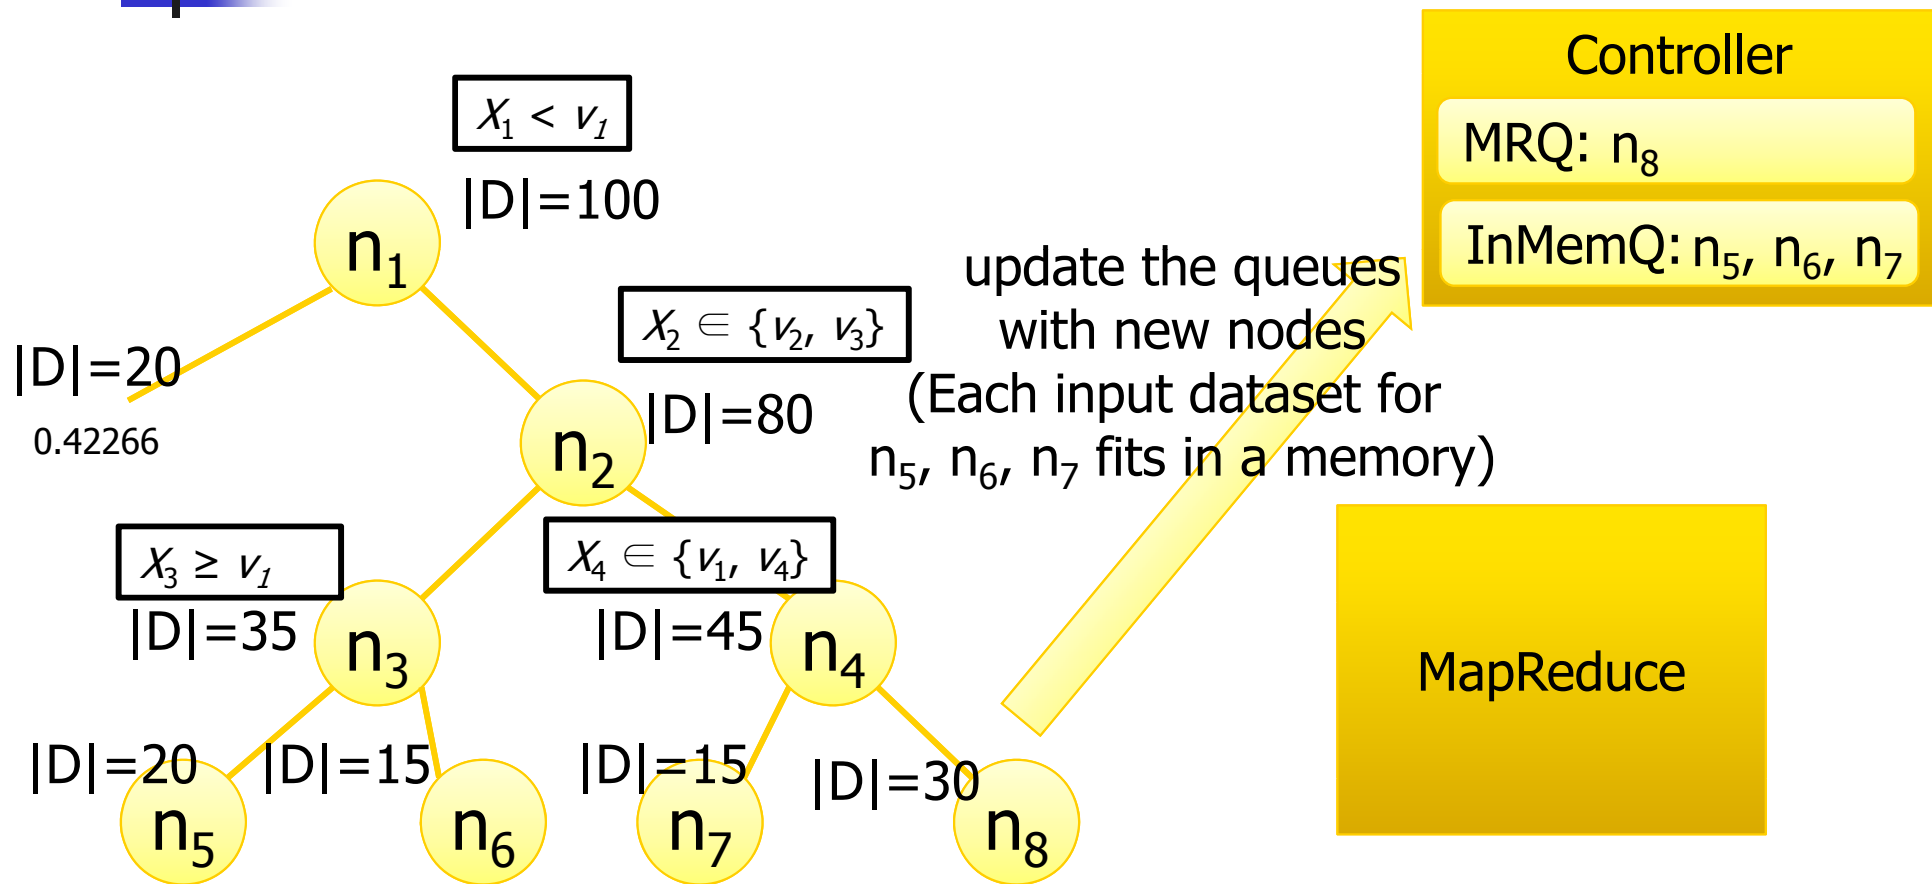 Controller
X₁ < v₁
MRQ: n₈
|D|=100
n₁
InMemQ: n₅, n₆, n₇
update the queues
with new nodes
(Each input dataset for
n₅, n₆, n₇ fits in a memory)
X₂ ∈ {v₂, v₃}
|D|=20
0.42266
|D|=80
n₂
X₃ ≥ v₁
X₄ ∈ {v₁, v₄}
|D|=35
n₃
|D|=45
n₄
MapReduce
|D|=20
|D|=15
|D|=15
|D|=30
n₅
n₆
n₇
n₈